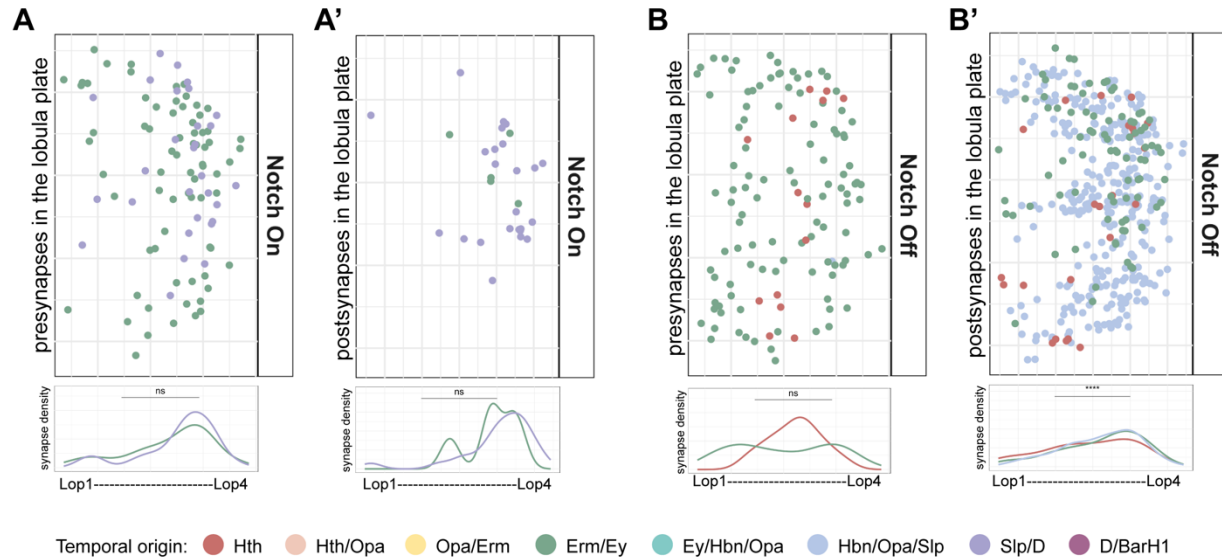 A
presynapses in the lobula plate
Notch On
synapse density
ns
Lop1-------------------------Lop4
A’
postsynapses in the lobula plate
Notch On
synapse density
ns
Lop1-------------------------Lop4
B
presynapses in the lobula plate
Notch Off
synapse density
ns
Lop1-------------------------Lop4
B’
postsynapses in the lobula plate
Notch Off
synapse density
****
Lop1-------------------------Lop4
Temporal origin: Hth Hth/Opa Opa/Erm Erm/Ey Ey/Hbn/Opa Hbn/Opa/Slp Slp/D D/BarH1